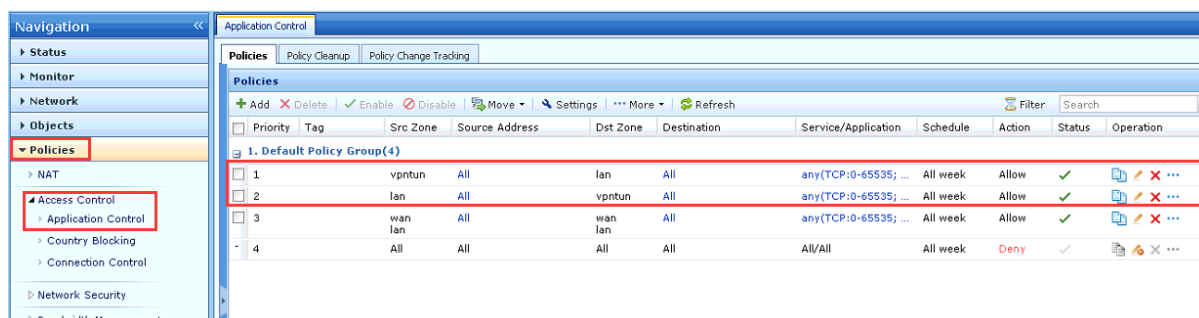 Navigation «
Status
Monitor
Network
Objects
Policies
NAT
Access Control
Application Control
Country Blocking
Connection Control
Network Security
Application Control
Policies Policy Cleanup Policy Change Tracking
Policies
Add Delete Enable Disable Move Settings More Refresh Filter Search
Priority Tag Src Zone Source Address Dst Zone Destination Service/Application Schedule Action Status Operation
1. Default Policy Group(4)
1 vpntun All lan All any(TCP:0-65535; ... All week Allow
2 lan All vpntun All any(TCP:0-65535; ... All week Allow
3 wan All wan All any(TCP:0-65535; ... All week Allow
lan lan
4 All All All All All/All All week Deny